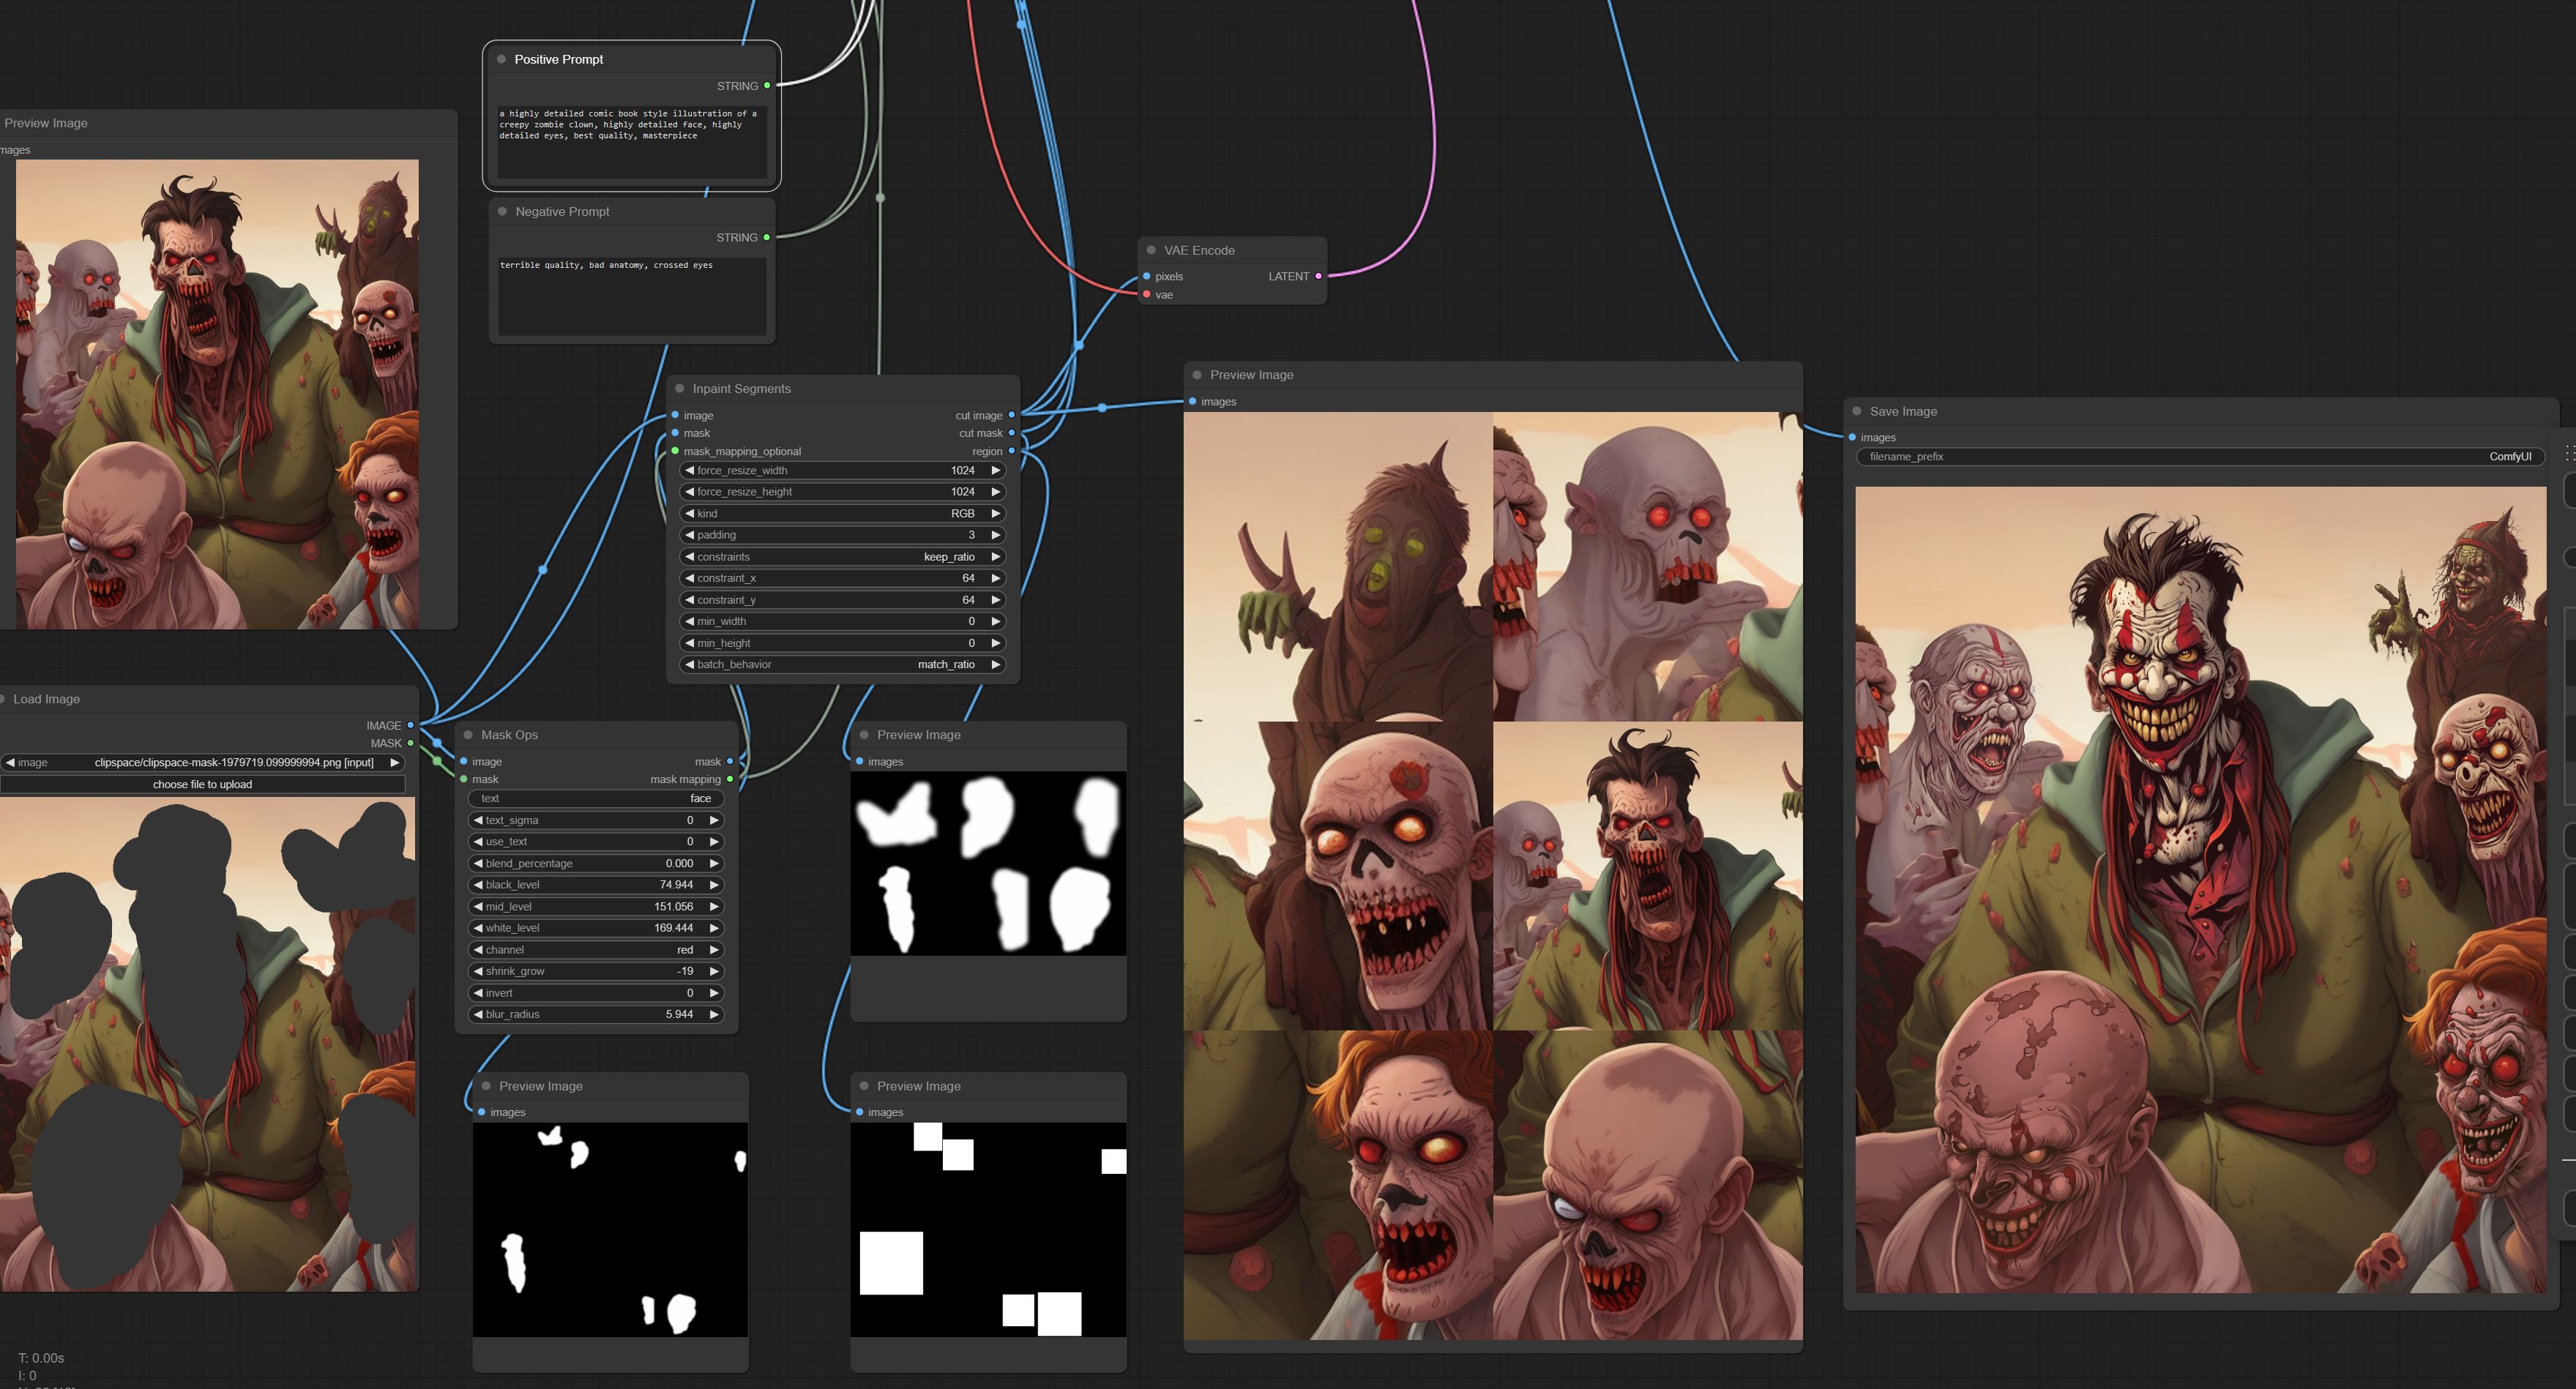 Positive Prompt
STRING
a highly detailed comic book style illustration of a
creepy zombie clown, highly detailed face, highly
detailed eyes, best quality, masterpiece
Preview Image
mages
Negative Prompt
STRING
terrible quality, bad anatomy, crossed eyes
VAE Encode
pixels LATENT
vae
Inpaint Segments
image cut image
mask cut mask
mask_mapping_optional region
force_resize_width 1024
force_resize_height 1024
kind RGB
padding 3
constraints keep_ratio
constraint_x 64
constraint_y 64
min_width 0
min_height 0
batch_behavior match_ratio
Preview Image
images
Save Image
images
filename_prefix ComfyUI
Load Image
IMAGE
MASK
image clipspace/clipspace-mask-1979719.099999994.png [input]
choose file to upload
Mask Ops
image mask
mask mask mapping
text face
text_sigma 0
use_text 0
blend_percentage 0.000
black_level 74.944
mid_level 151.056
white_level 169.444
channel red
shrink_grow -19
invert 0
blur_radius 5.944
Preview Image
images
Preview Image
images
Preview Image
images
T: 0.00s
I: 0